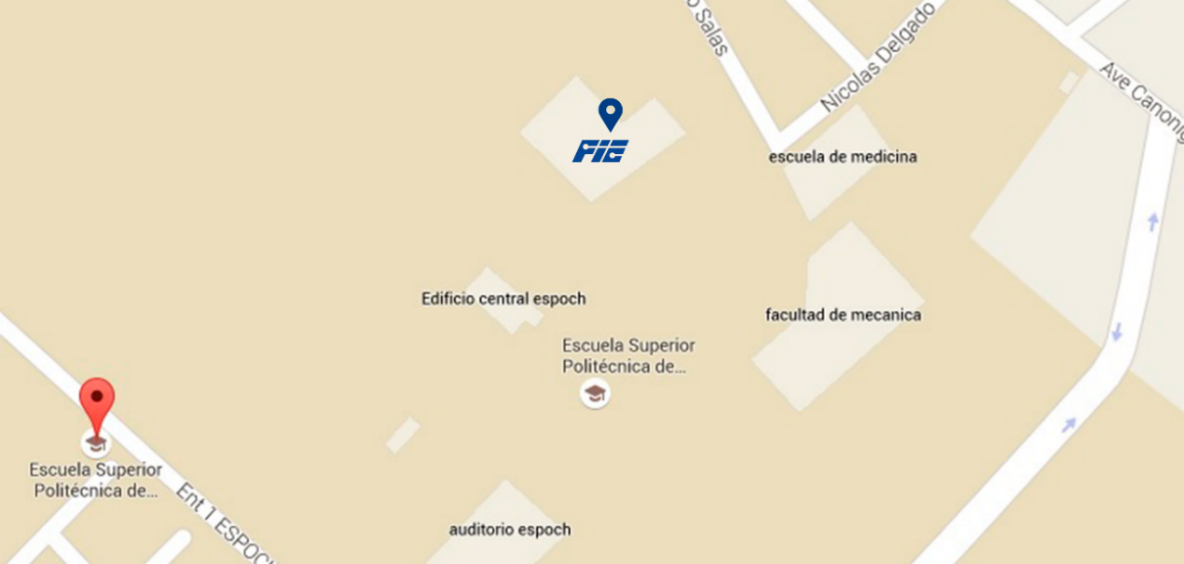 o Salas
Nicolas Delgado
Ave Canonig
FIE
escuela de medicina
Edificio central espoch
facultad de mecanica
Escuela Superior
Politécnica de...
Escuela Superior
Politécnica de...
Ent 1 ESPOCH
auditorio espoch